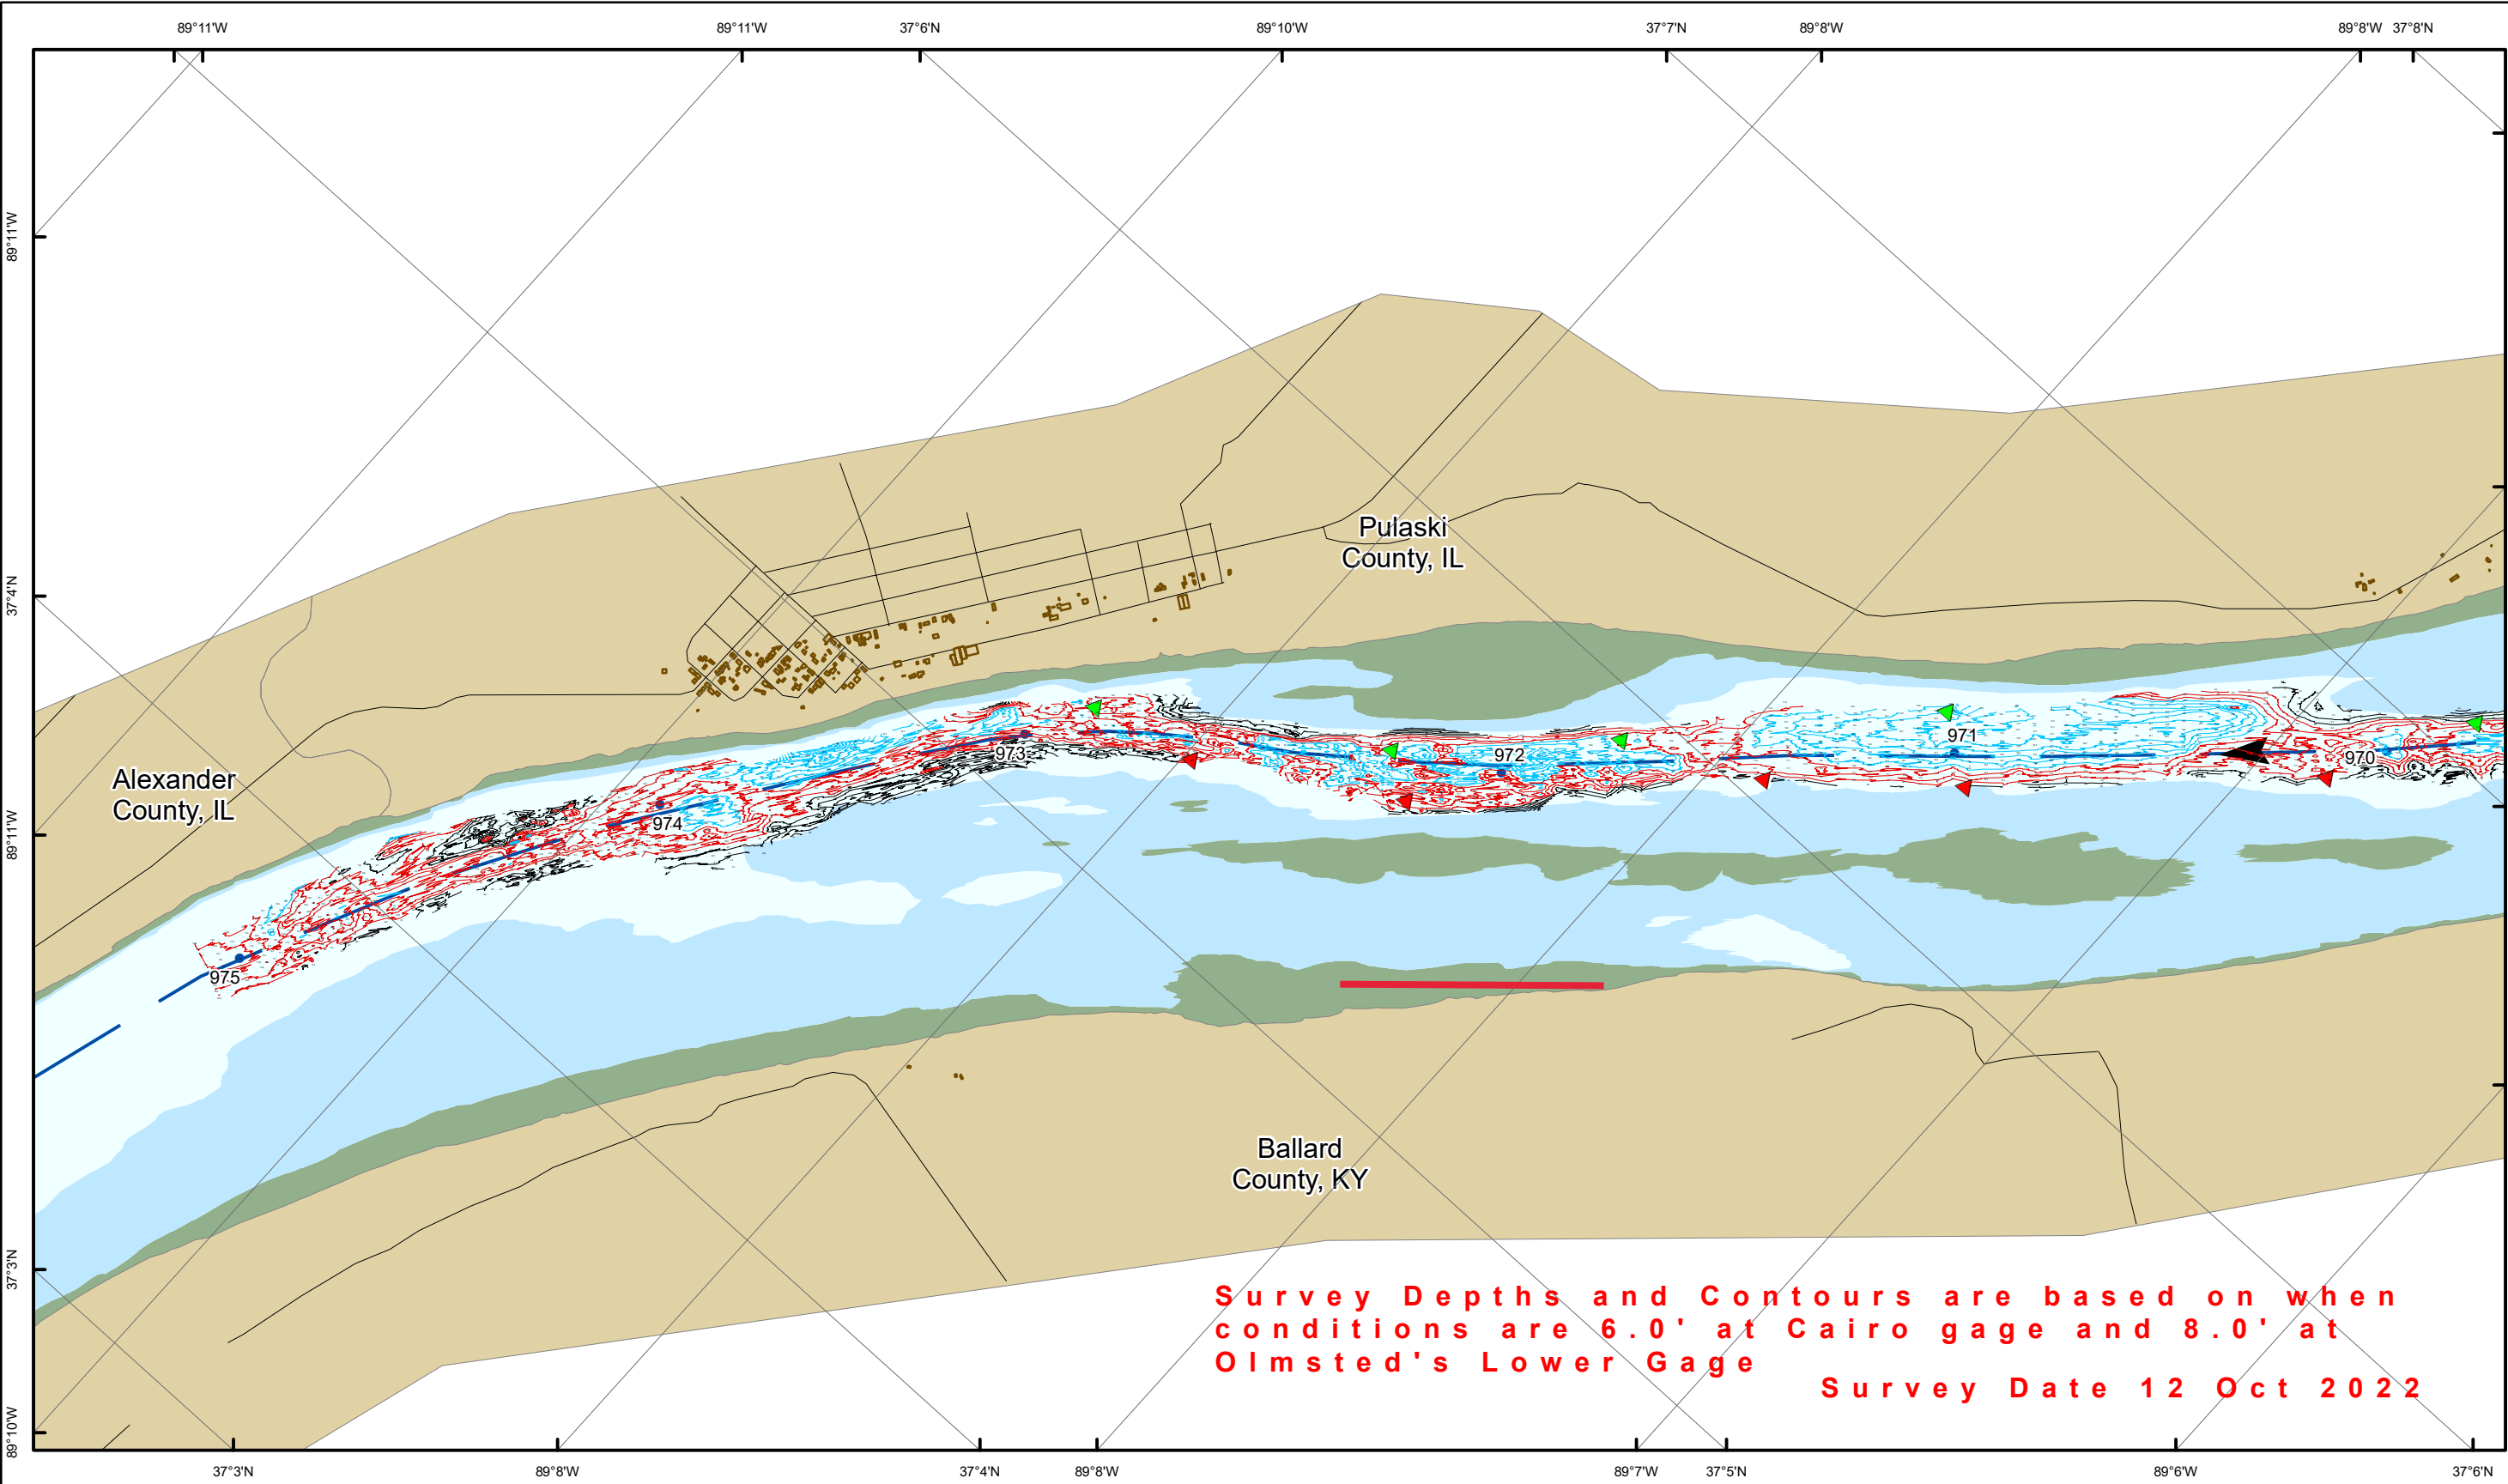 89°11'W
89°11'W
37°6'N
89°10'W
37°7'N
89°8'W
89°8'W
37°8'N
89°11'W
37°4'N
89°11'W
37°3'N
89°10'W
Pulaski
County, IL
Alexander
County, IL
975
974
973
972
971
970
Ballard
County, KY
Survey Depths and Contours are based on when
conditions are 6.0' at Cairo gage and 8.0' at
Olmsted's Lower Gage
Survey Date 12 Oct 2022
37°3'N
89°8'W
37°4'N
89°8'W
89°7'W
37°5'N
89°6'W
37°6'N